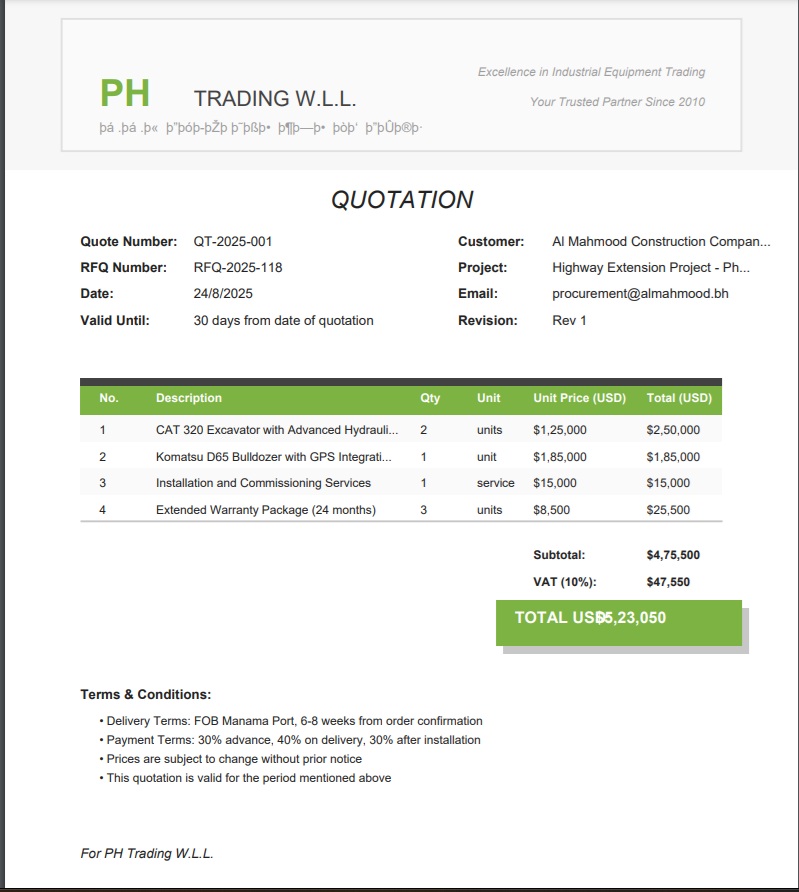 PH TRADING W.L.L.
Excellence in Industrial Equipment Trading
Your Trusted Partner Since 2010
QUOTATION
Quote Number: QT-2025-001 Customer: Al Mahmood Construction Compan...
RFQ Number: RFQ-2025-118 Project: Highway Extension Project - Ph...
Date: 24/8/2025 Email: procurement@almahmood.bh
Valid Until: 30 days from date of quotation Revision: Rev 1
No. Description Qty Unit Unit Price (USD) Total (USD)
1 CAT 320 Excavator with Advanced Hydrauli... 2 units $1,25,000 $2,50,000
2 Komatsu D65 Bulldozer with GPS Integrati... 1 unit $1,85,000 $1,85,000
3 Installation and Commissioning Services 1 service $15,000 $15,000
4 Extended Warranty Package (24 months) 3 units $8,500 $25,500
Subtotal: $4,75,500
VAT (10%): $47,550
TOTAL USD $5,23,050
Terms & Conditions:
• Delivery Terms: FOB Manama Port, 6-8 weeks from order confirmation
• Payment Terms: 30% advance, 40% on delivery, 30% after installation
• Prices are subject to change without prior notice
• This quotation is valid for the period mentioned above
For PH Trading W.L.L.